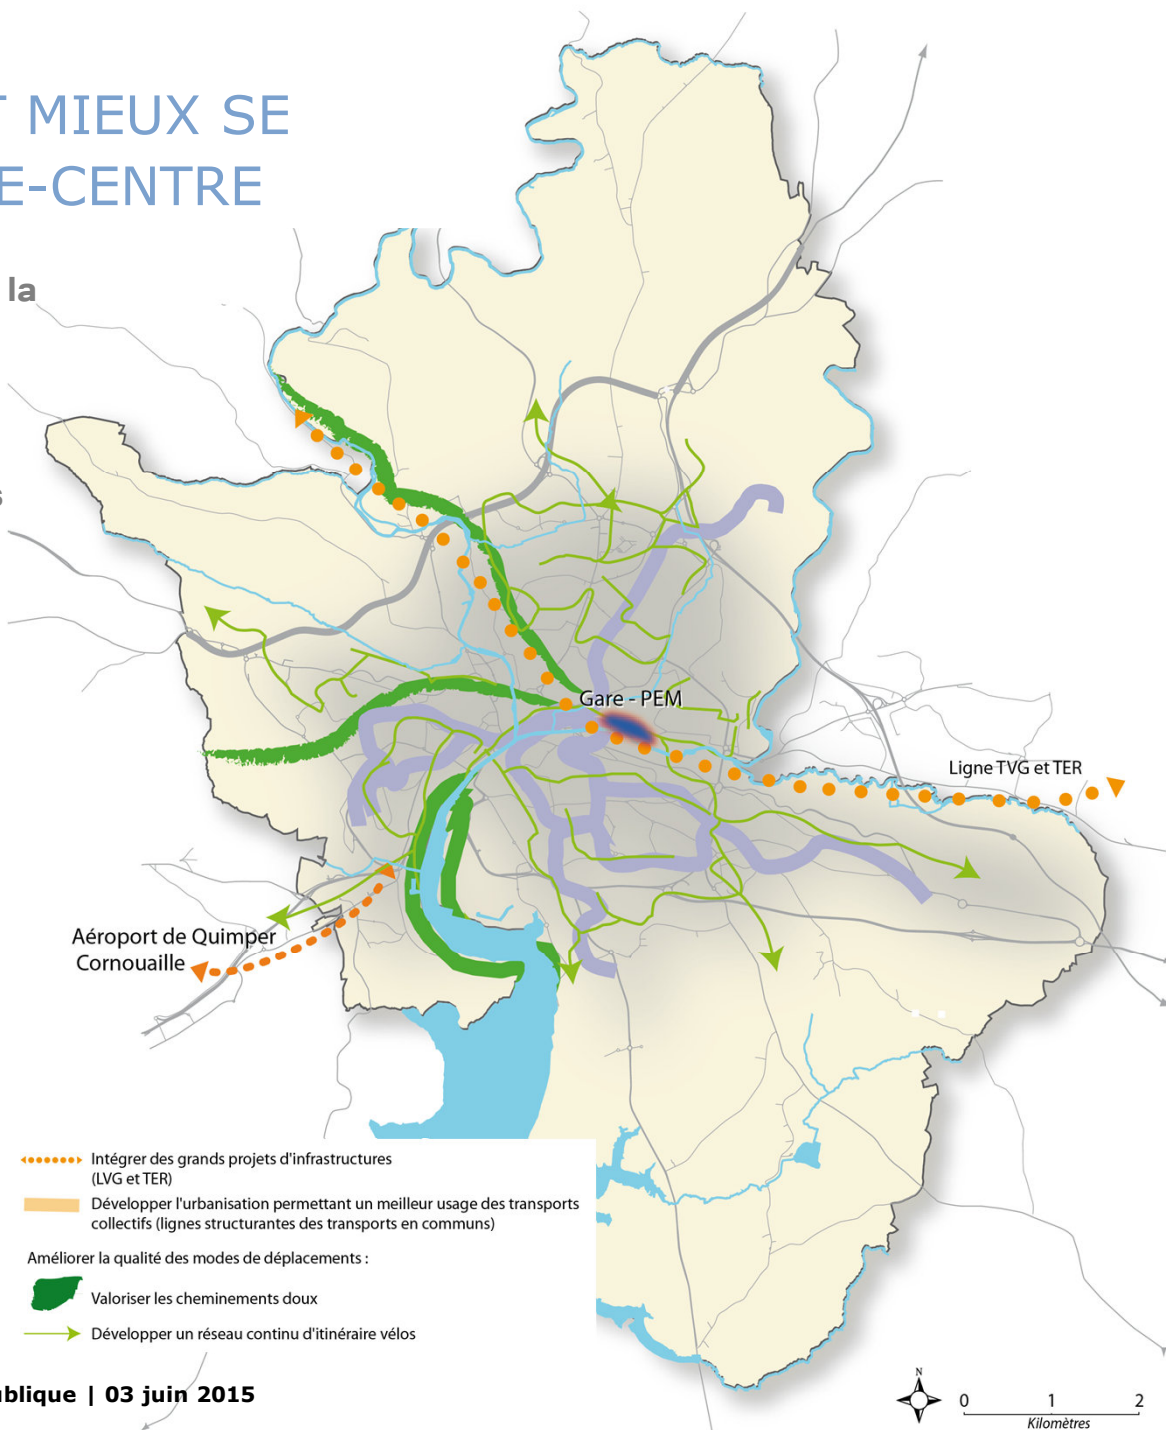 T MIEUX SE
E-CENTRE
la
s
Gare - PEM
Ligne TVG et TER
Aéroport de Quimper
Cornouaille
Intégrer des grands projets d'infrastructures
(LVG et TER)
Développer l'urbanisation permettant un meilleur usage des transports
collectifs (lignes structurantes des transports en communs)
Améliorer la qualité des modes de déplacements :
Valoriser les cheminements doux
Développer un réseau continu d'itinéraire vélos
ublique | 03 juin 2015
N
0 1 2
Kilomètres